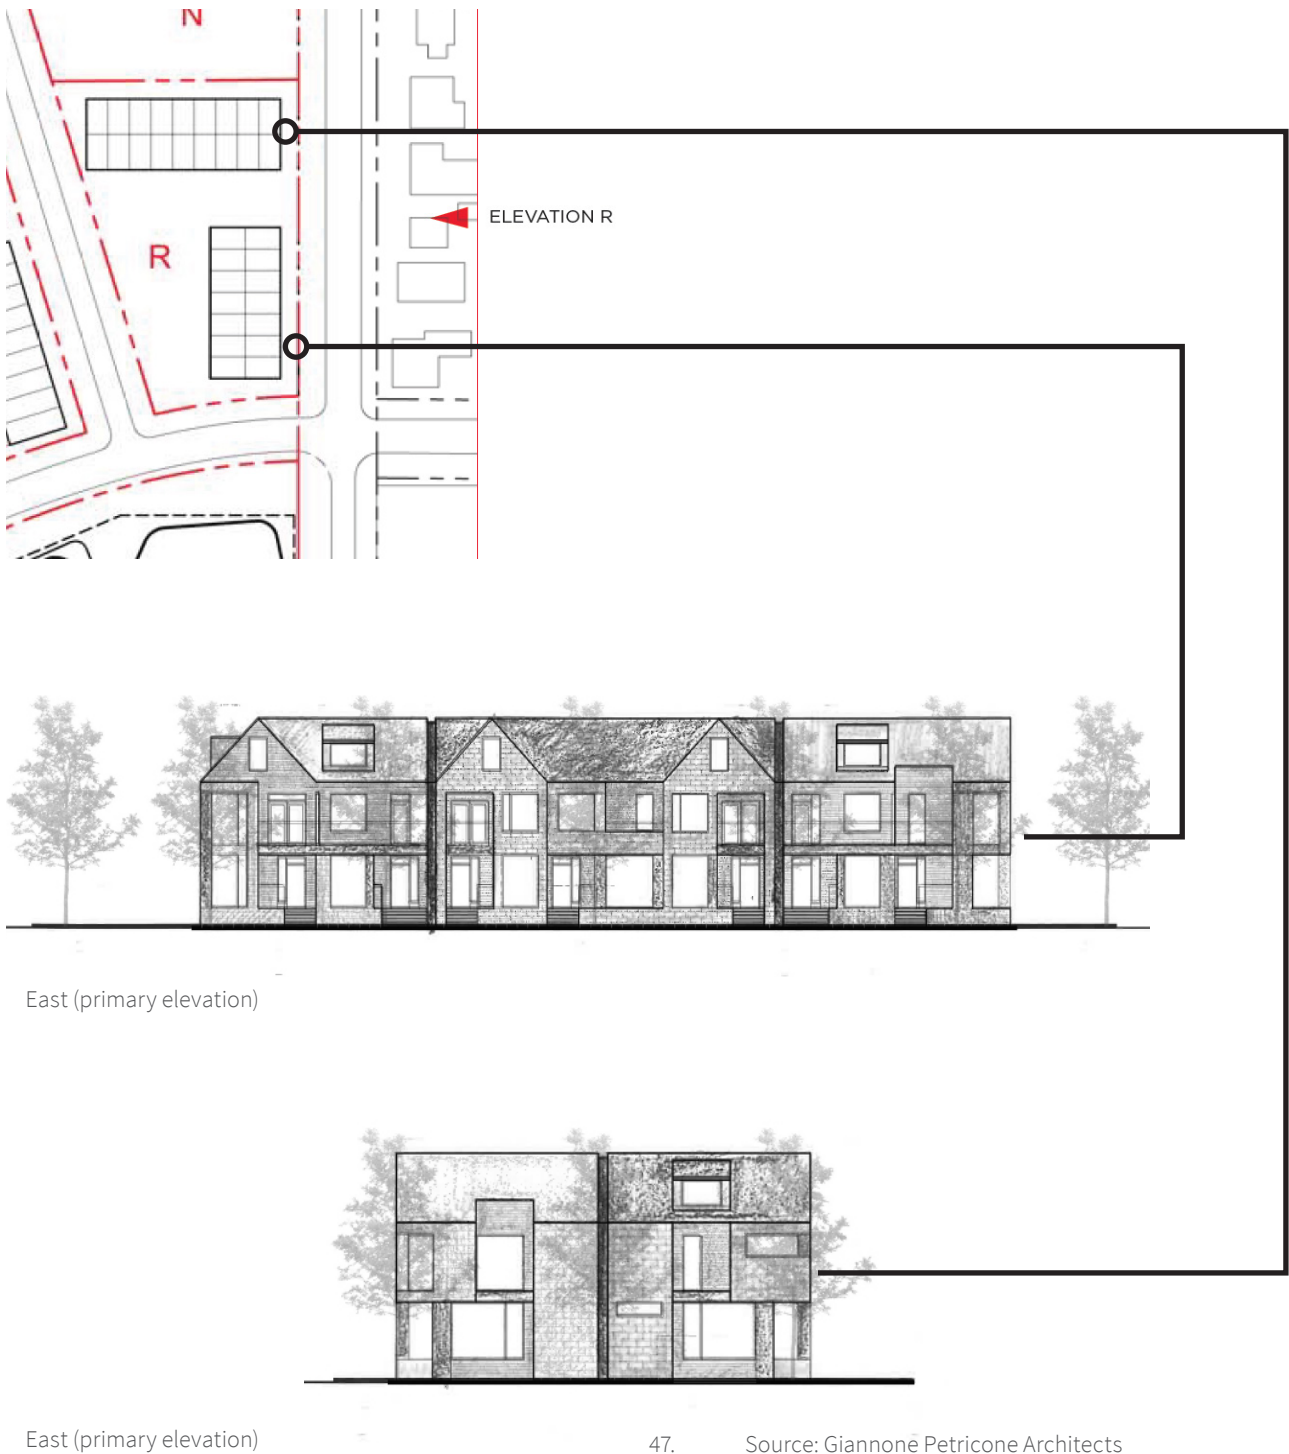 N
ELEVATION R
R
East (primary elevation)
East (primary elevation)
47.
Source: Giannone Petricone Architects